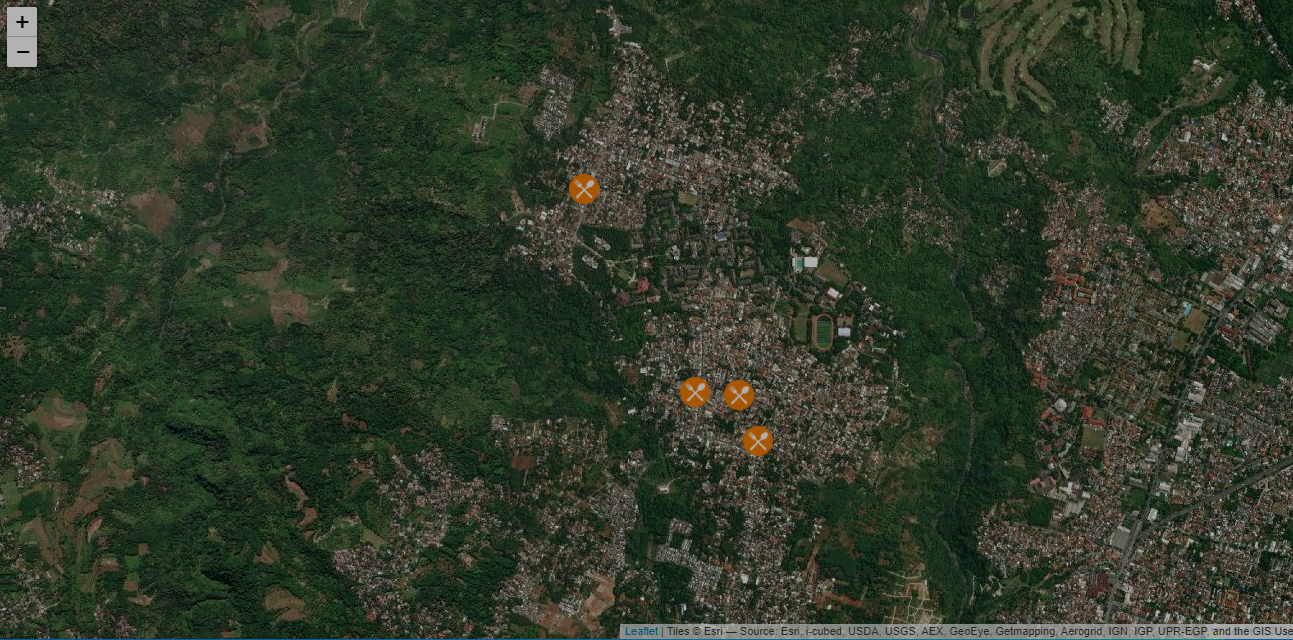 +
−
Leaflet | Tiles © Esri — Source: Esri, i-cubed, USDA, USGS, AEX, GeoEye, Getmapping, Aerogrid, IGN, IGP, UPR-EGP, and the GIS Use